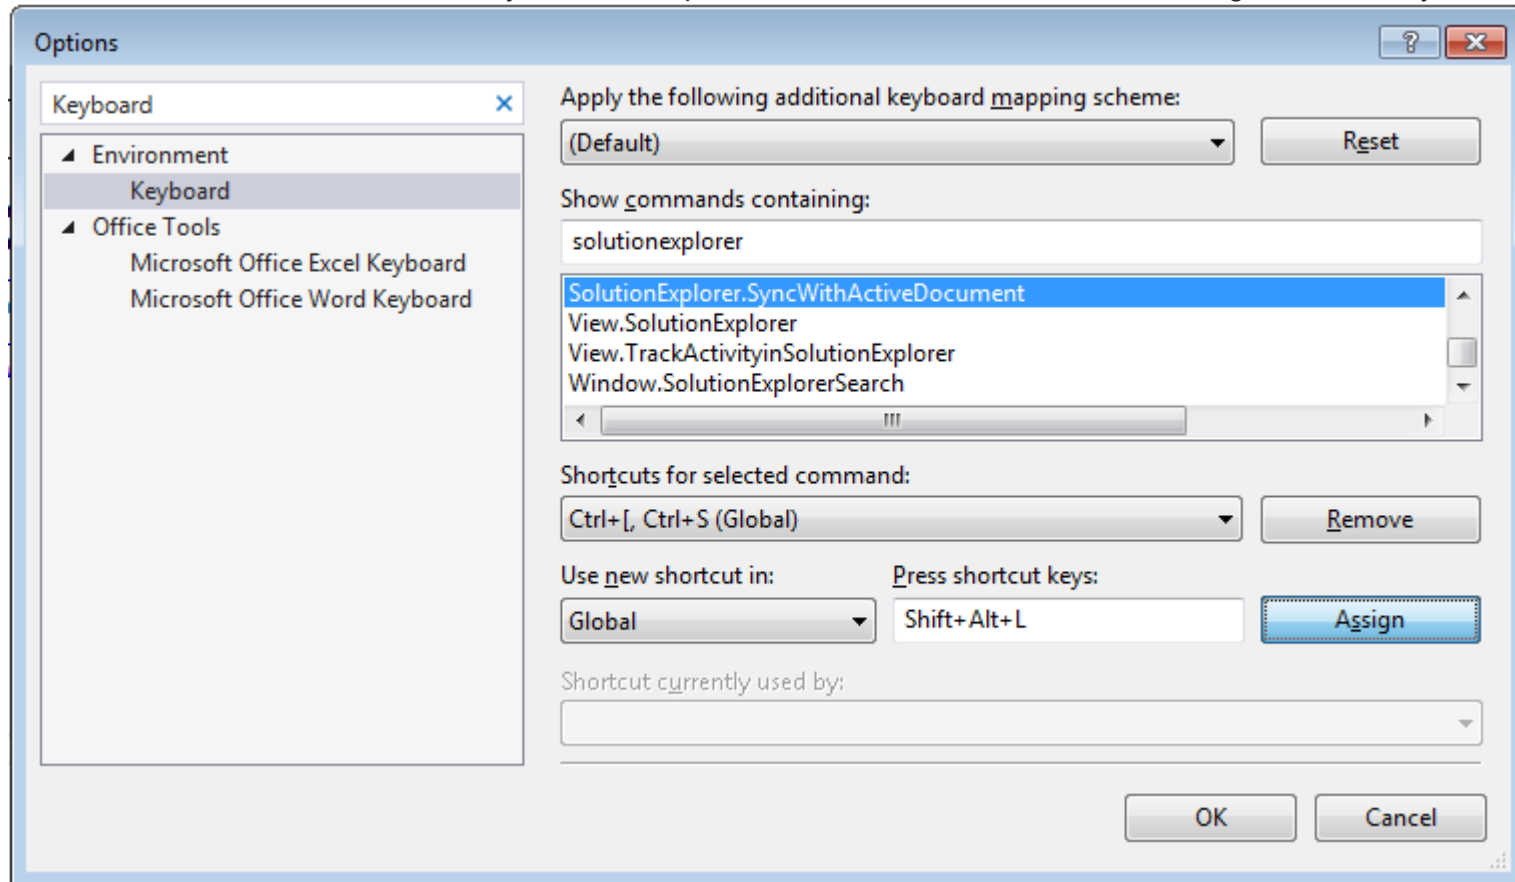 Options
Keyboard
Environment
Keyboard
Office Tools
Microsoft Office Excel Keyboard
Microsoft Office Word Keyboard
Apply the following additional keyboard mapping scheme:
(Default)
Reset
Show commands containing:
solutionexplorer
SolutionExplorer.SyncWithActiveDocument
View.SolutionExplorer
View.TrackActivityinSolutionExplorer
Window.SolutionExplorerSearch
Shortcuts for selected command:
Ctrl+[, Ctrl+S (Global)
Remove
Use new shortcut in:
Press shortcut keys:
Global
Shift+Alt+L
Assign
Shortcut currently used by:
OK
Cancel